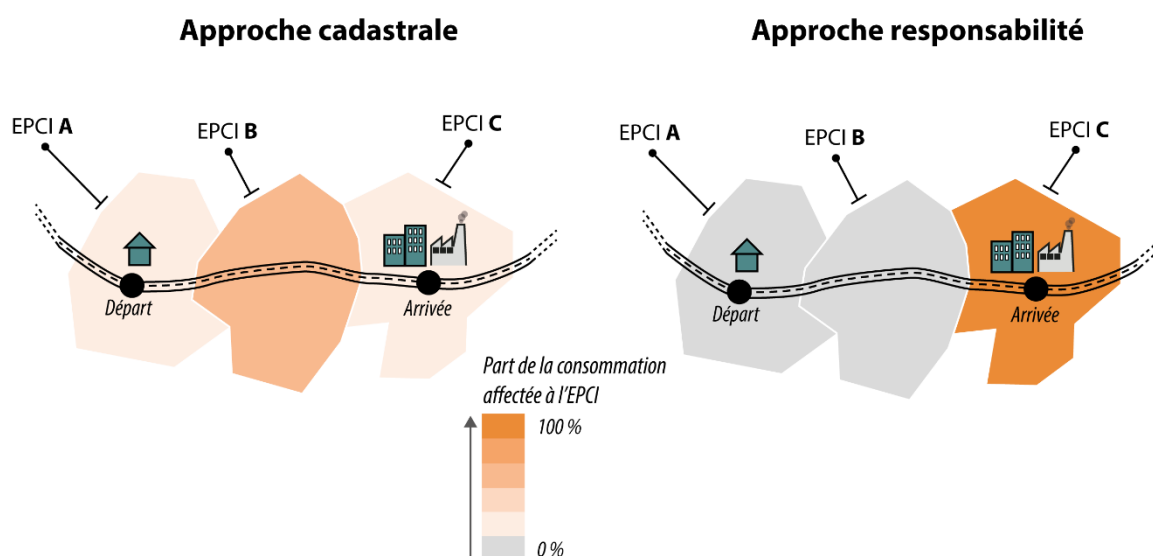 Approche cadastrale
Approche responsabilité
EPCI A
EPCI B
EPCI C
Départ
Arrivée
EPCI A
EPCI B
EPCI C
Départ
Arrivée
Part de la consommation
affectée à l'EPCI
100 %
0 %